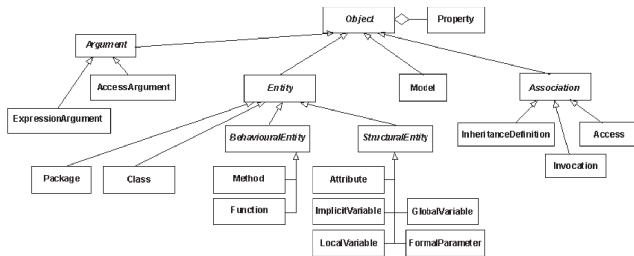 Object
Property
Argument
AccessArgument
Entity
Model
Association
ExpressionArgument
BehaviouralEntity
StructuralEntity
InheritanceDefinition
Access
Invocation
Package
Class
Method
Attribute
Function
ImplicitVariable
GlobalVariable
LocalVariable
FormalParameter